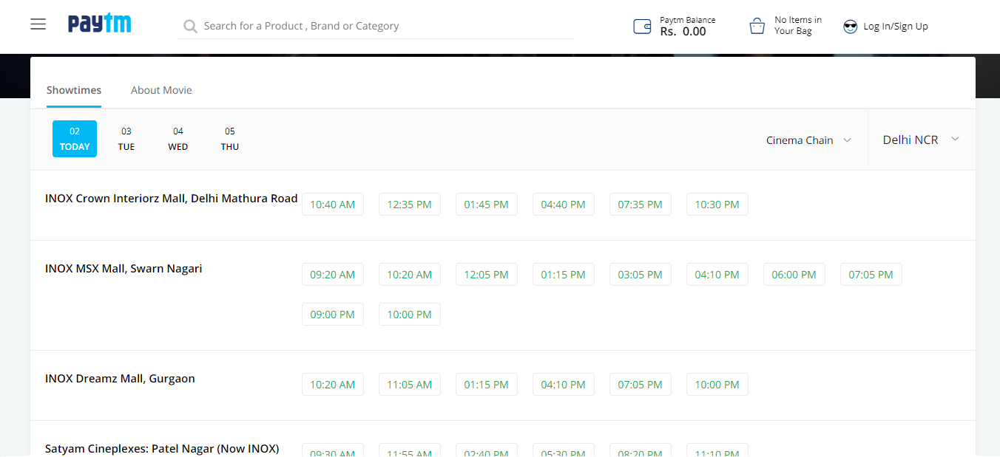 paytm
Search for a Product , Brand or Category
Paytm Balance
Rs. 0.00
No Items in
Your Bag
Log In/Sign Up
Showtimes About Movie
02 03 04 05
TODAY TUE WED THU
Cinema Chain Delhi NCR
INOX Crown Interiorz Mall, Delhi Mathura Road 10:40 AM 12:35 PM 01:45 PM 04:40 PM 07:35 PM 10:30 PM
INOX MSX Mall, Swarn Nagari 09:20 AM 10:20 AM 12:05 PM 01:15 PM 03:05 PM 04:10 PM 06:00 PM 07:05 PM
09:00 PM 10:00 PM
INOX Dreamz Mall, Gurgaon 10:20 AM 11:05 AM 01:15 PM 04:10 PM 07:05 PM 10:00 PM
Satyam Cineplexes: Patel Nagar (Now INOX) 09:30 AM 11:55 AM 02:40 PM 05:30 PM 08:20 PM 11:10 PM